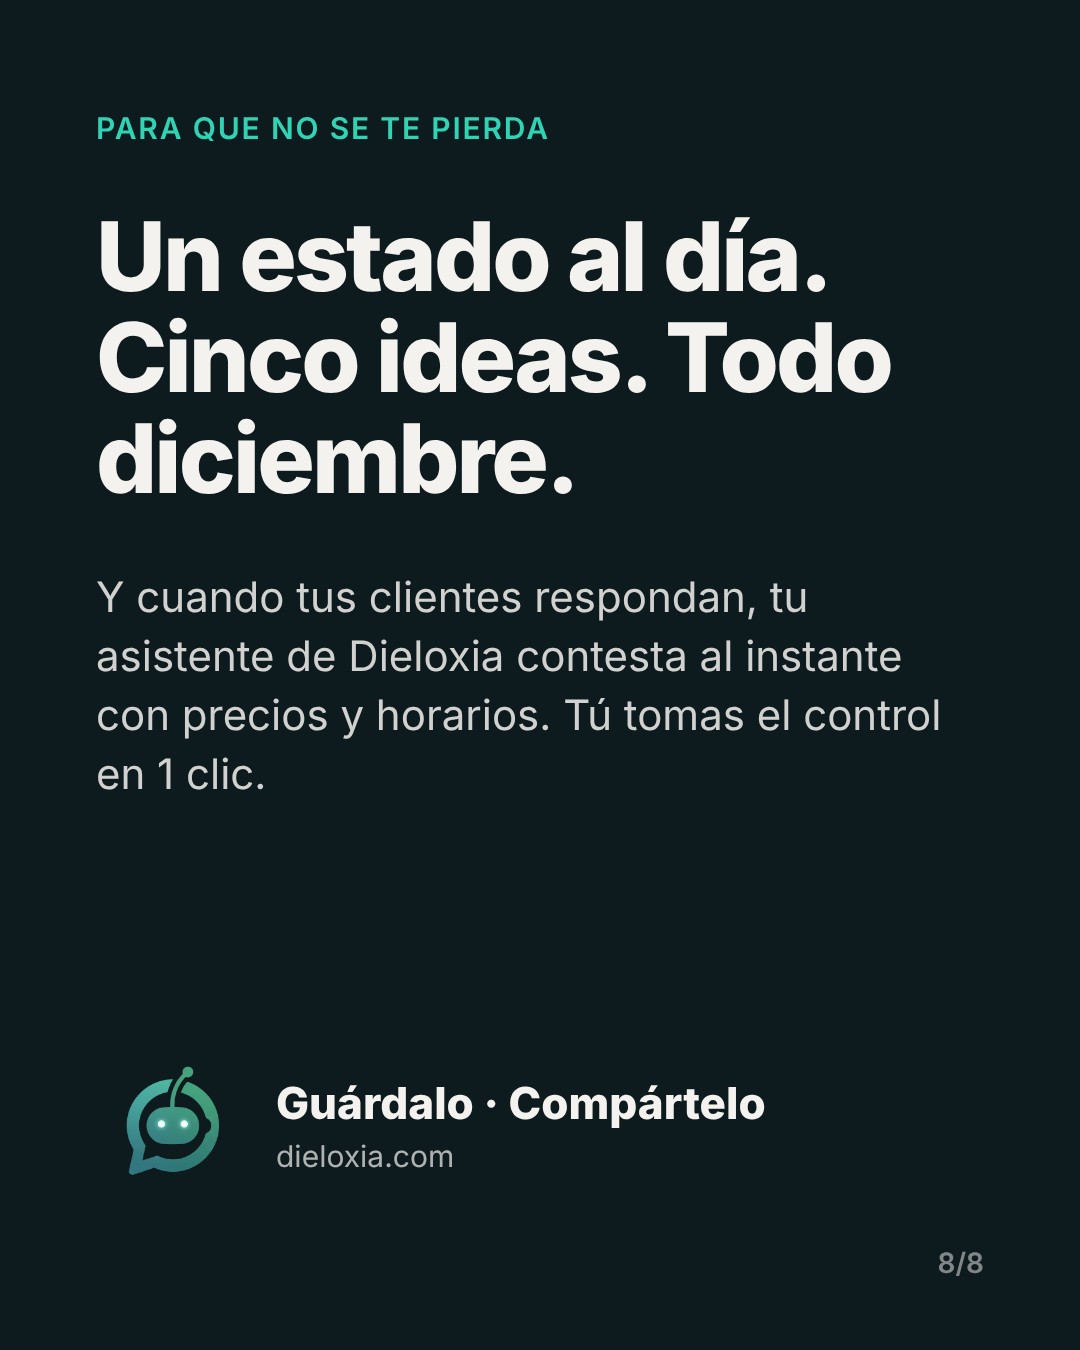 PARA QUE NO SE TE PIERDA
Un estado al día.
Cinco ideas. Todo
diciembre.
Y cuando tus clientes respondan, tu
asistente de Dieloxia contesta al instante
con precios y horarios. Tú tomas el control
en 1 clic.
Guárdalo · Compártelo
dieloxia.com
8/8